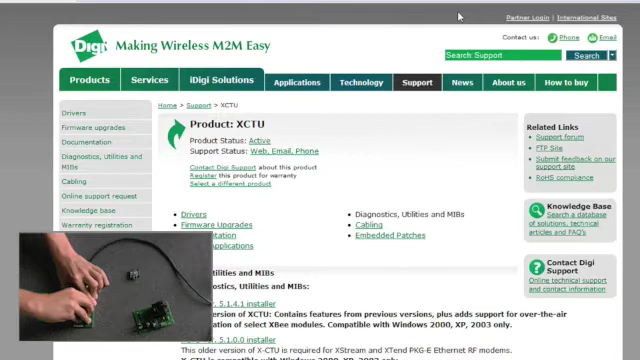 Partner Login | International Sites
Digi Making Wireless M2M Easy
Contact us: Phone Email
Search Support Search
Products Services iDigi Solutions Applications Technology Support News About us How to buy
Home > Support > XCTU
Drivers
Firmware upgrades
Documentation
Diagnostics, Utilities and
MIBs
Cabling
Online support request
Knowledge base
Warranty registration
Product: XCTU
Product Status: Active
Support Status: Web, Email, Phone
Contact Digi Support about this product
Register this product for warranty
Select a different product
Drivers
Firmware Upgrades
Diagnostics, Utilities and MIBs
Cabling
Embedded Patches
Utilities and MIBs
Utilities and MIBs:
5.1.4.1 installer
version of XCTU: Contains features from previous versions, plus adds support for over-the-air
of select XBee modules. Compatible with Windows 2000, XP, 2003 only.
5.1.0.0 installer
This older version of X-CTU is required for XStream and XTend PKG-E Ethernet RF modems.
Related Links
Support forum
FTP Site
Submit feedback on our
support site
RoHS compliance
Knowledge Base
Search a database
of solutions, technical
articles and FAQ's
Contact Digi
Support
Online support request
and contact information